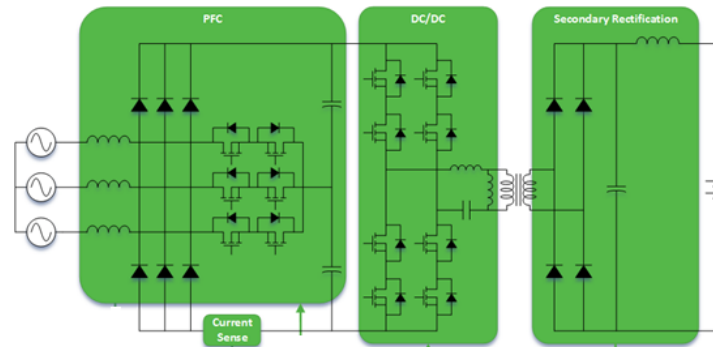 PFC
DC/DC
Secondary Rectification
Current
Sense